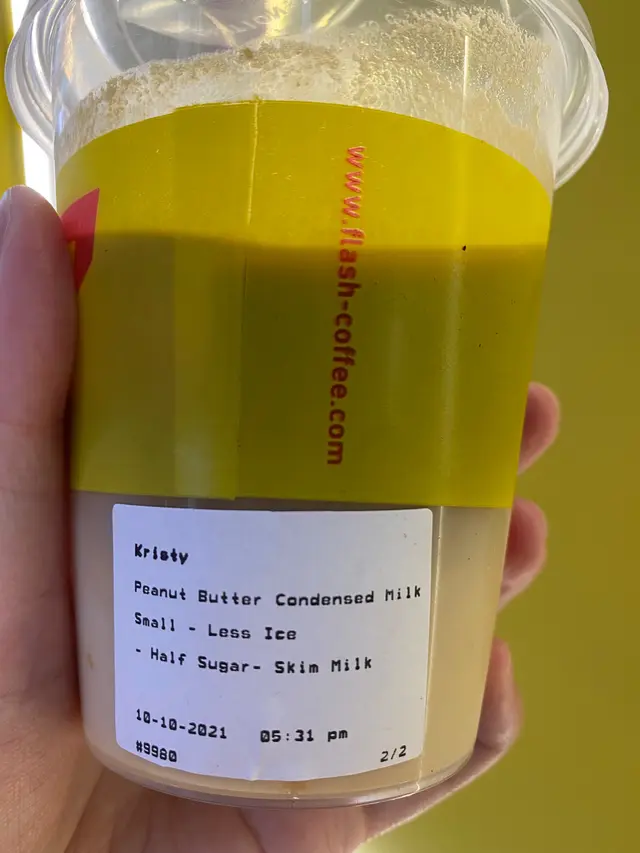 www.flash-coffee.com
Kristy
Peanut Butter Condensed Milk
Small - Less Ice
- Half Sugar- Skim Milk
10-10-2021 05:31 pm
#9980 2/2